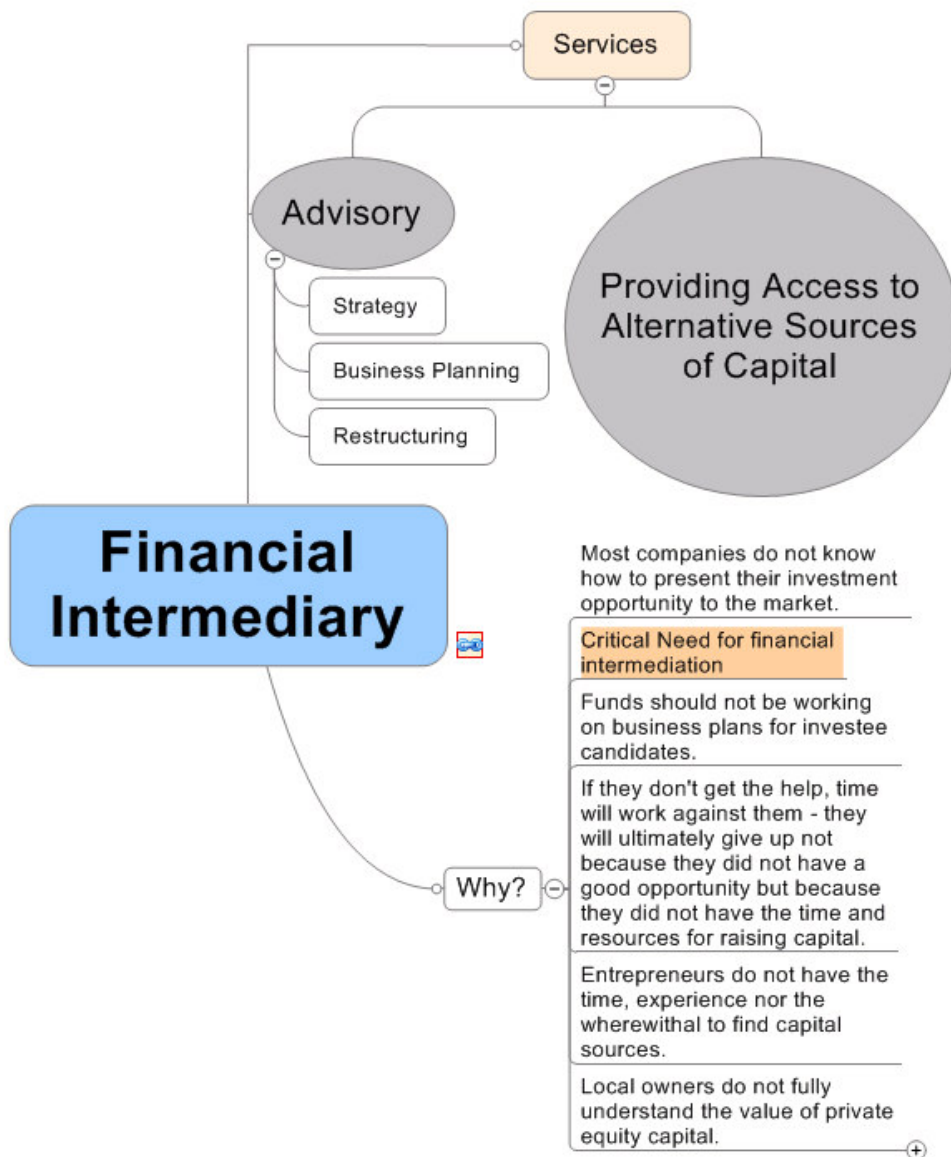 Services
Advisory
Strategy
Business Planning
Restructuring
Providing Access to
Alternative Sources
of Capital
Financial
Intermediary
Why?
Most companies do not know
how to present their investment
opportunity to the market.
Critical Need for financial
intermediation
Funds should not be working
on business plans for investee
candidates.
If they don't get the help, time
will work against them - they
will ultimately give up not
because they did not have a
good opportunity but because
they did not have the time and
resources for raising capital.
Entrepreneurs do not have the
time, experience nor the
wherewithal to find capital
sources.
Local owners do not fully
understand the value of private
equity capital.